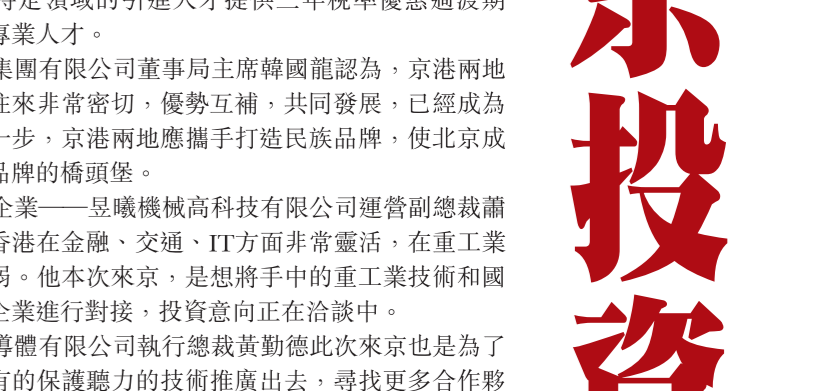 特定領域的引進人才提供三年稅率優惠過渡期
專業人才。
集團有限公司董事局主席韓國龍認為，京港兩地
往來非常密切，優勢互補，共同發展，已經成為
一步，京港兩地應攜手打造民族品牌，使北京成
品牌的橋頭堡。
企業——昱曦機械高科技有限公司運營副總裁蕭
香港在金融、交通、IT方面非常靈活，在重工業
弱。他本次來京，是想將手中的重工業技術和國
企業進行對接，投資意向正在洽談中。
導體有限公司執行總裁黃勤德此次來京也是為了
有的保護聽力的技術推廣出去，尋找更多合作夥
京投資